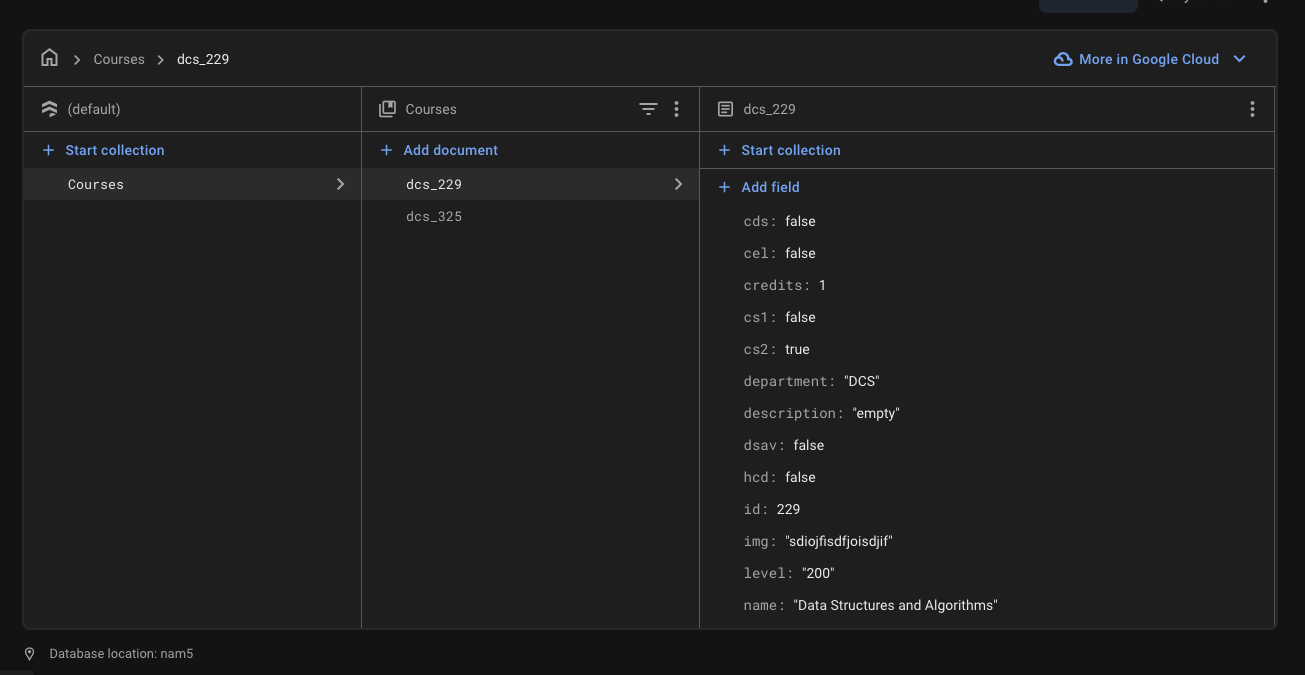 Courses
dcs_229
More in Google Cloud
(default)
Courses
dcs_229
Start collection
Add document
Start collection
Courses
dcs_229
dcs_325
Add field
cds: false
cel: false
credits: 1
cs1: false
cs2: true
department: "DCS"
description: "empty"
dsav: false
hcd: false
id: 229
img: "sdiojfisdfjoisdjif"
level: "200"
name: "Data Structures and Algorithms"
Database location: nam5